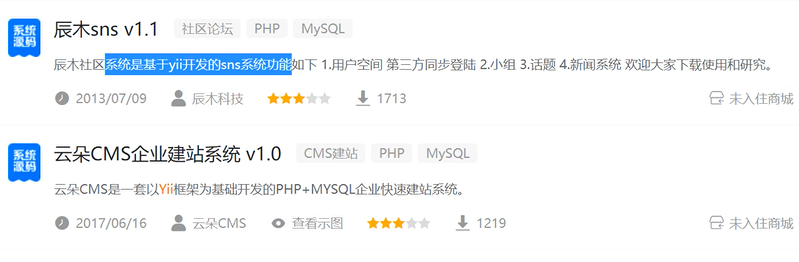 系统源码
辰木sns v1.1 社区论坛 PHP MySQL
辰木社区系统是基于yii开发的sns系统功能如下 1.用户空间 第三方同步登陆 2.小组 3.话题 4.新闻系统 欢迎大家下载使用和研究。
2013/07/09 辰木科技 1713 未入住商城
系统源码
云朵CMS企业建站系统 v1.0 CMS建站 PHP MySQL
云朵CMS是一套以Yii框架为基础开发的PHP+MYSQL企业快速建站系统。
2017/06/16 云朵CMS 查看示图 1219 未入住商城